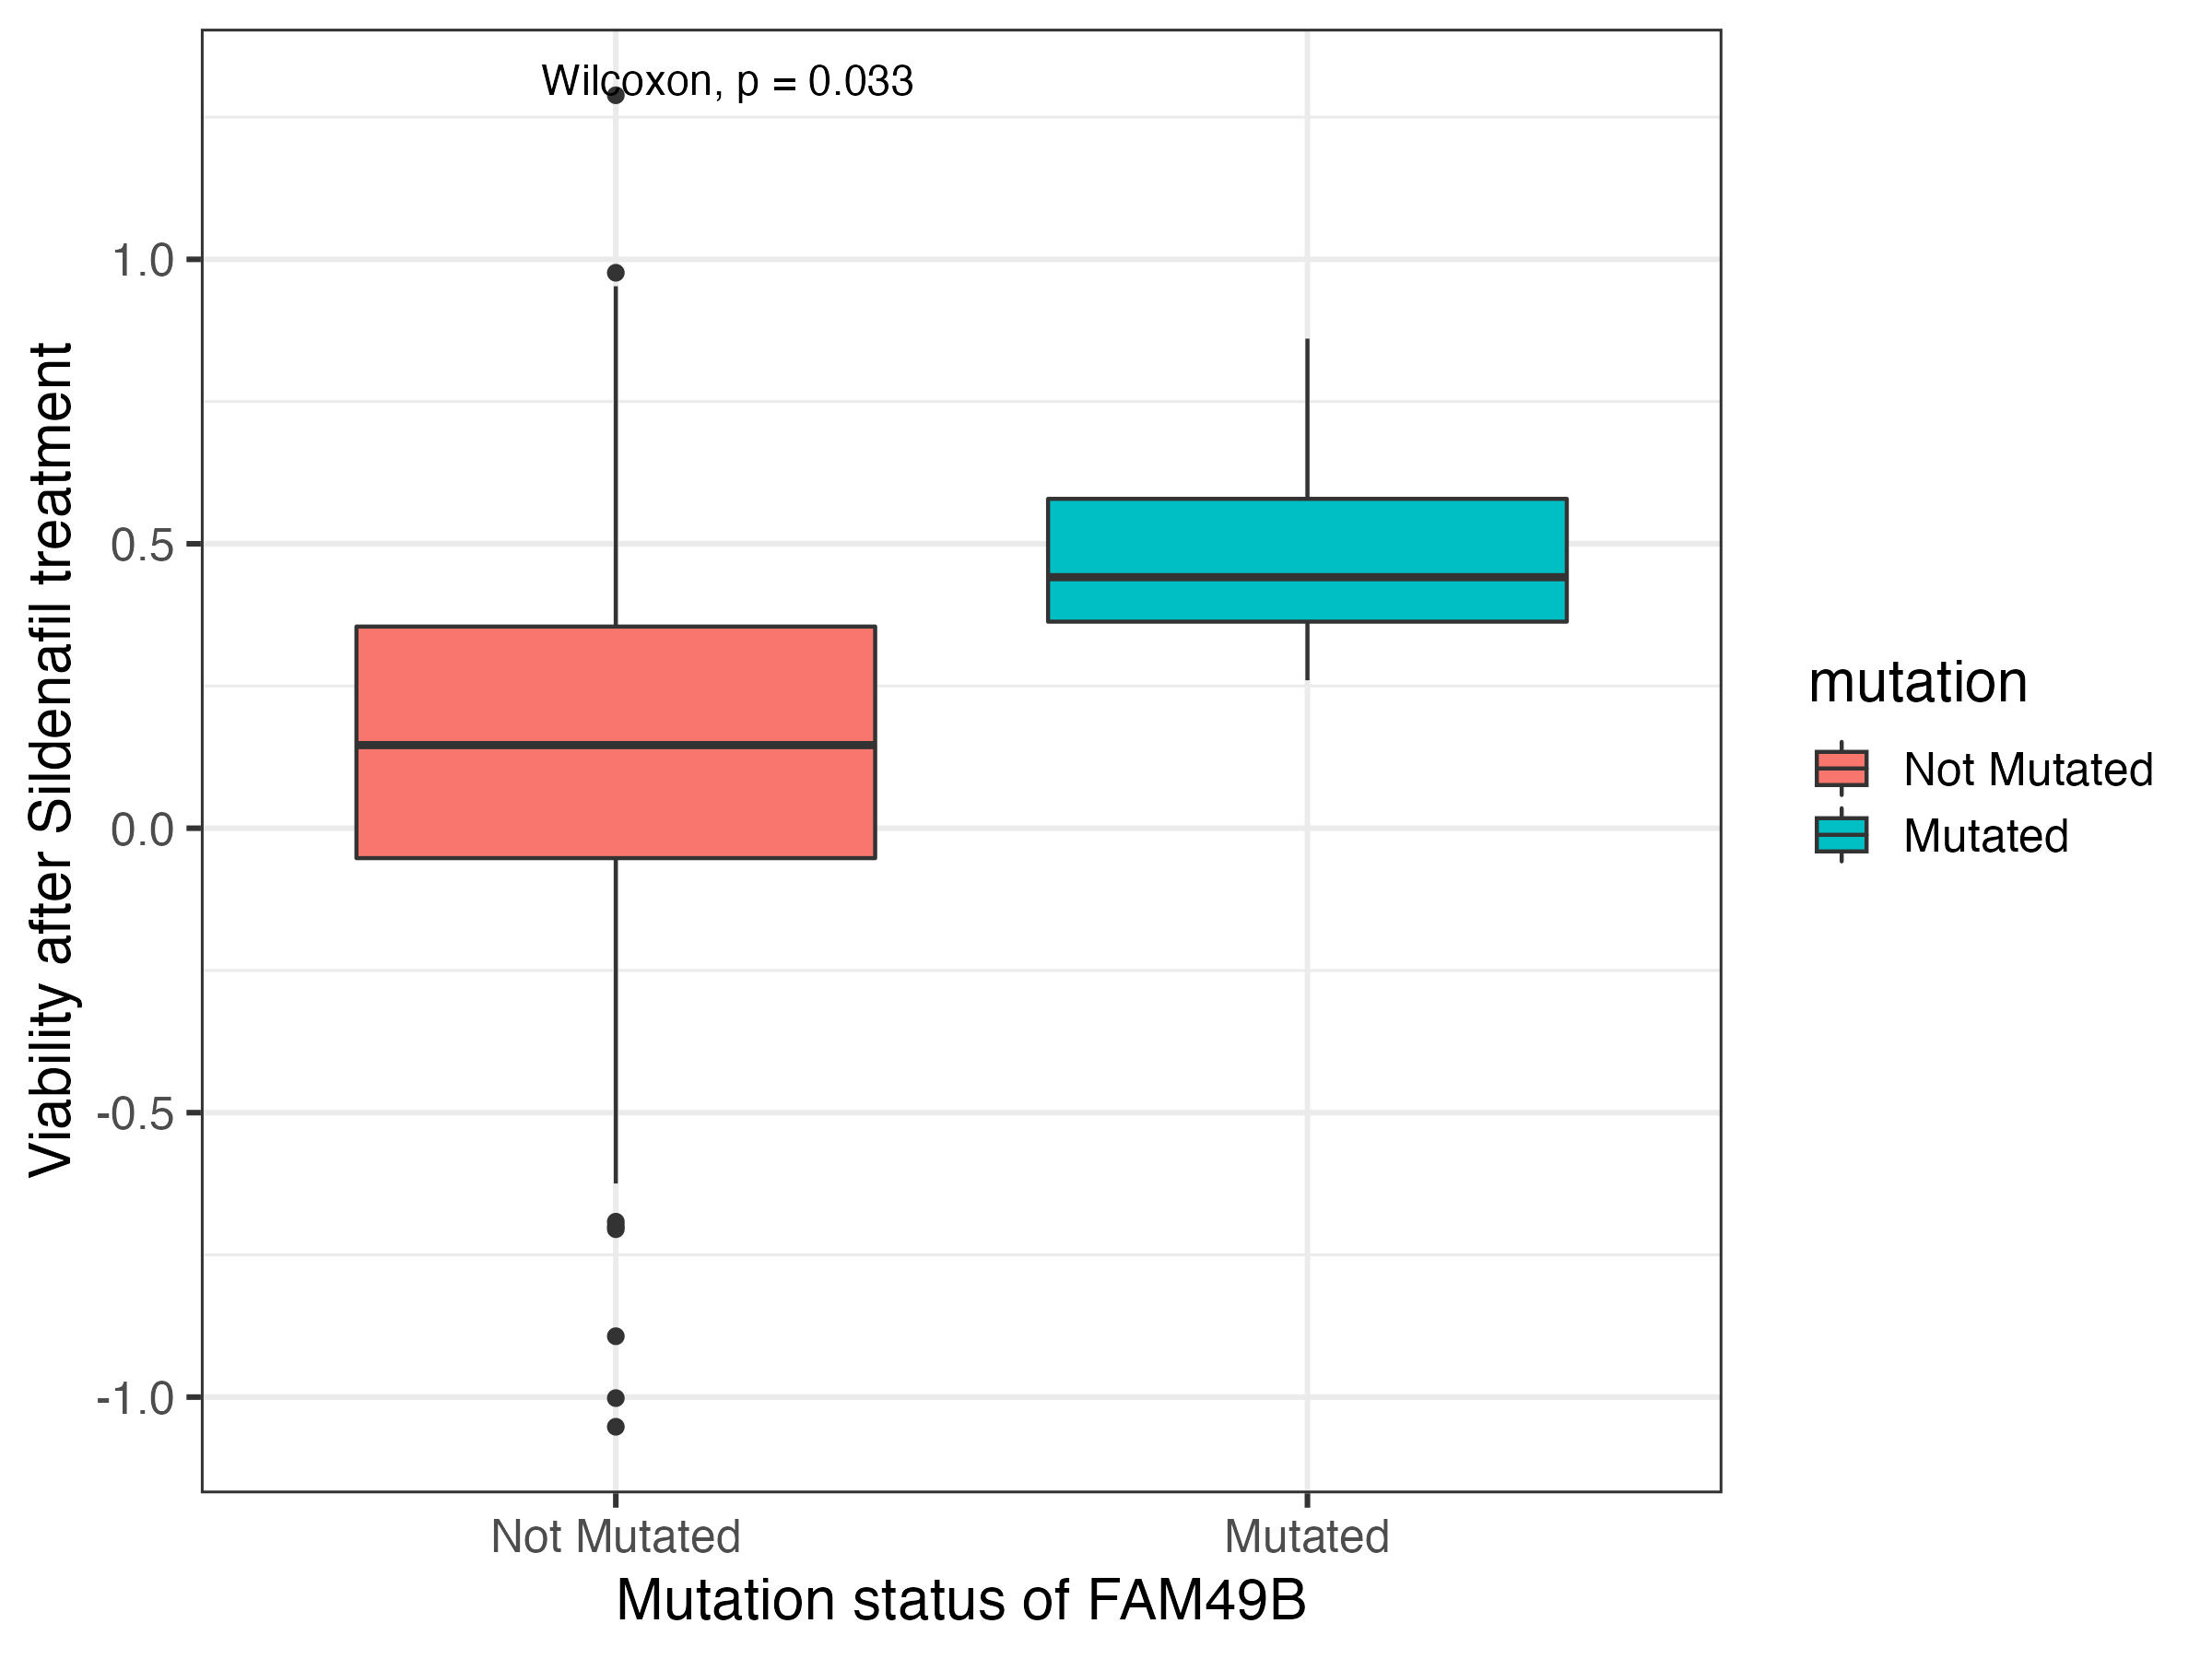 Wilcoxon, p = 0.033
Viability after Sildenafil treatment
1.0
0.5
0.0
-0.5
-1.0
Not Mutated
Mutated
Mutation status of FAM49B
mutation
Not Mutated
Mutated